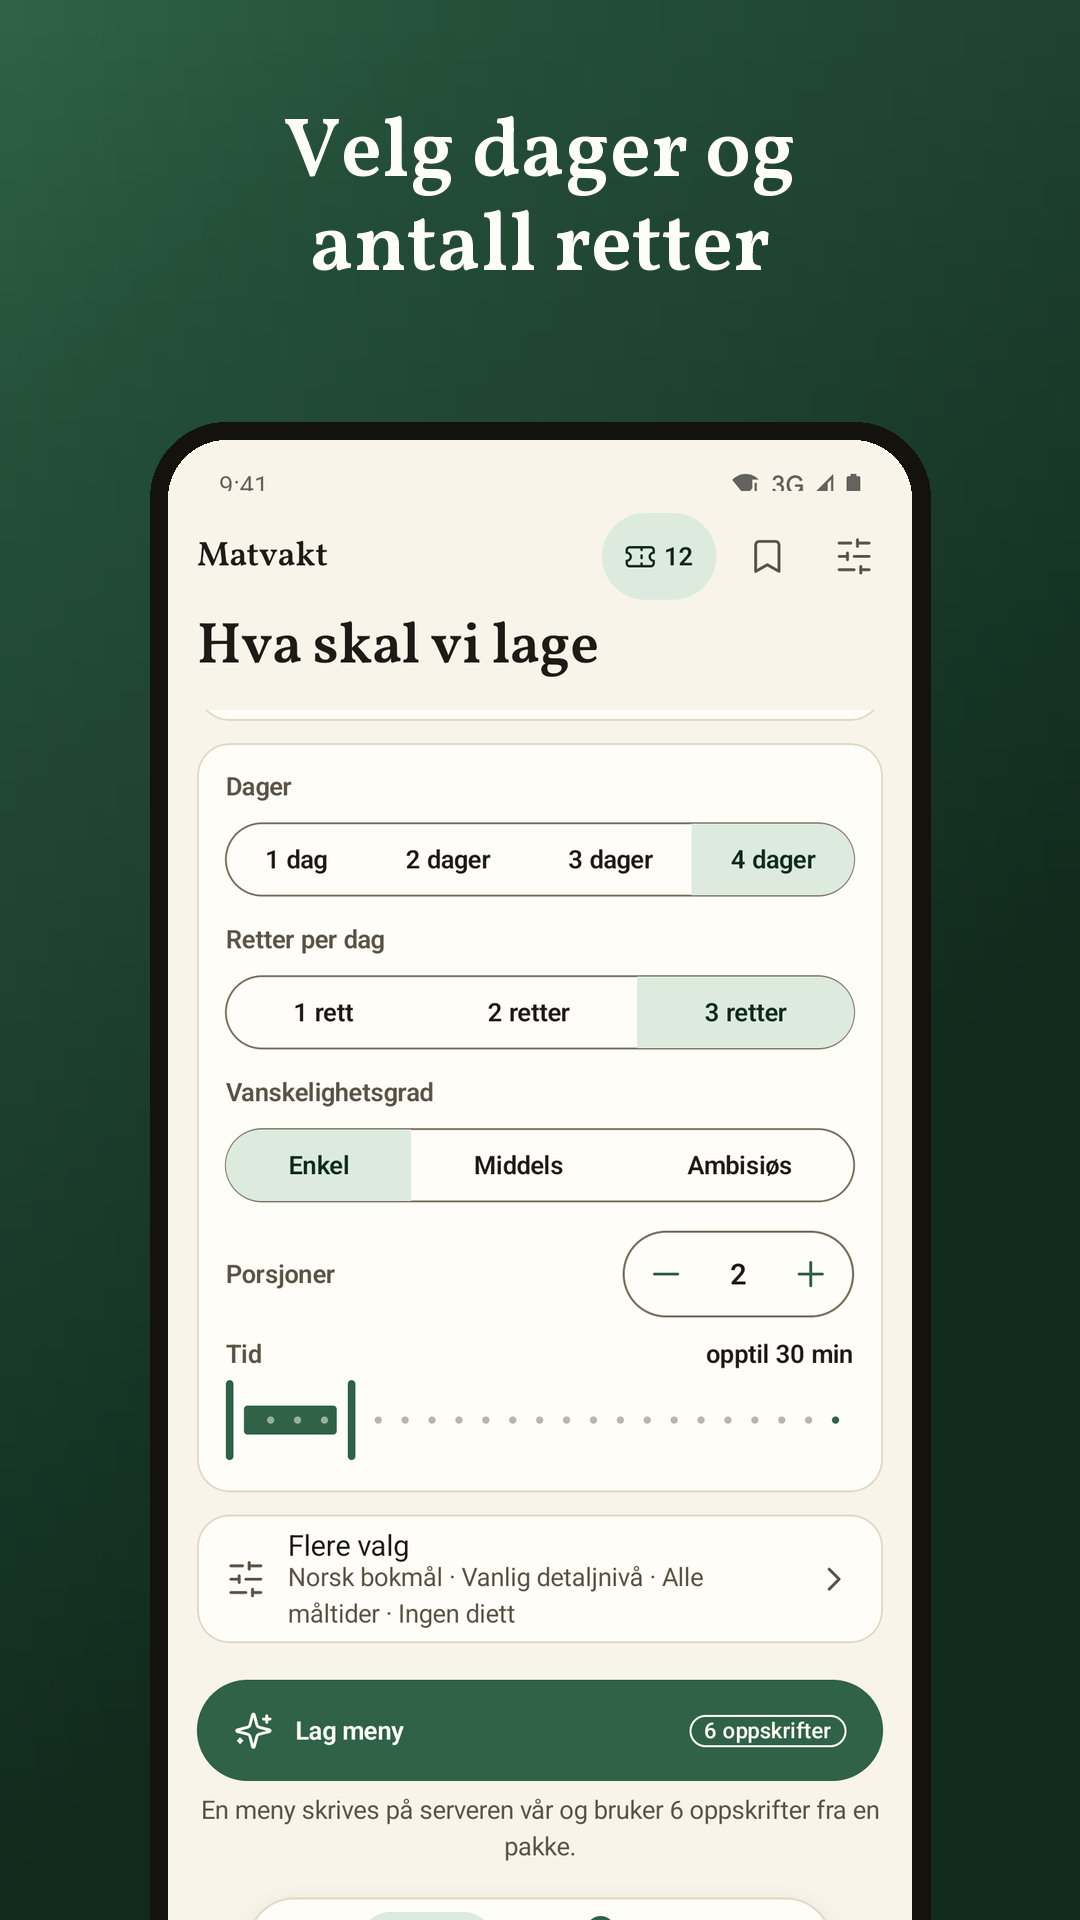 Velg dager og
antall retter
9:41 3G
Matvakt 12
Hva skal vi lage
Dager
1 dag 2 dager 3 dager 4 dager
Retter per dag
1 rett 2 retter 3 retter
Vanskelighetsgrad
Enkel Middels Ambisiøs
Porsjoner 2
Tid opptil 30 min
Flere valg
Norsk bokmål · Vanlig detaljnivå · Alle
måltider · Ingen diett
Lag meny 6 oppskrifter
En meny skrives på serveren vår og bruker 6 oppskrifter fra en
pakke.